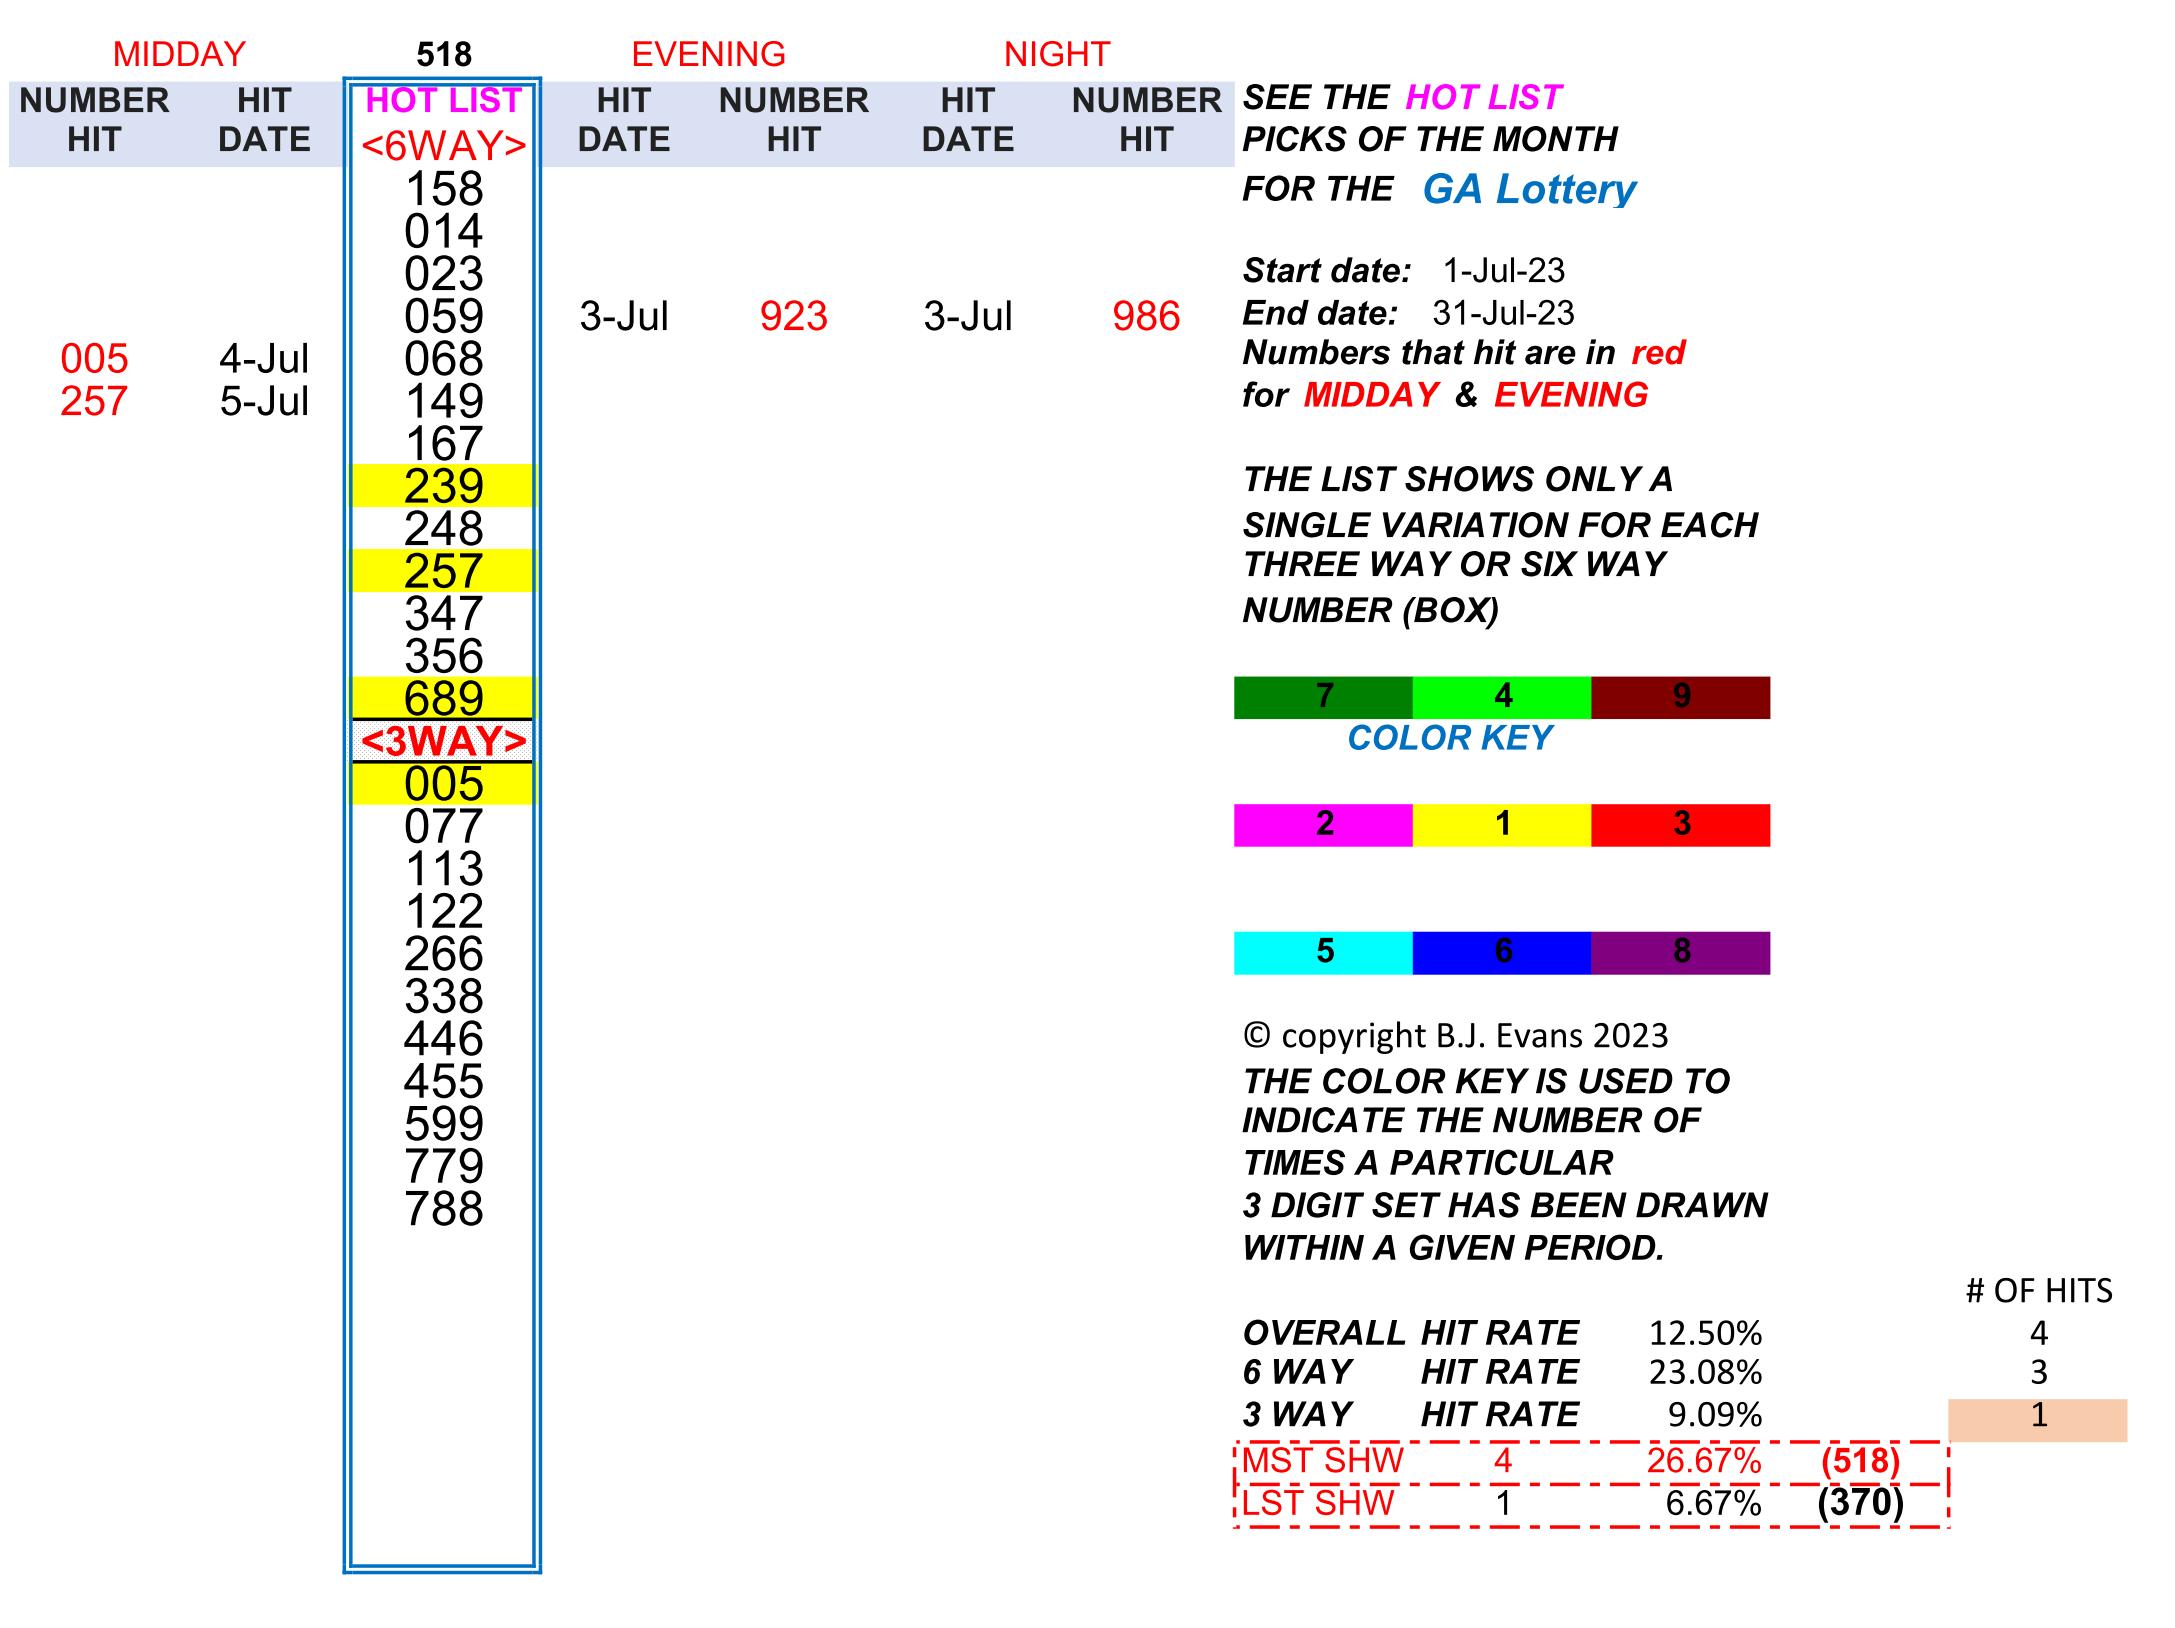 MIDDAY 518 EVENING NIGHT
NUMBER HIT HOT LIST HIT NUMBER HIT NUMBER
HIT DATE <6WAY> DATE HIT DATE HIT
158
014
023
059 3-Jul 923 3-Jul 986
005 4-Jul 068
257 5-Jul 149
167
239
248
257
347
356
689
<3WAY>
005
077
113
122
266
338
446
455
599
779
788
SEE THE HOT LIST
PICKS OF THE MONTH
FOR THE GA Lottery
Start date: 1-Jul-23
End date: 31-Jul-23
Numbers that hit are in red
for MIDDAY & EVENING
THE LIST SHOWS ONLY A
SINGLE VARIATION FOR EACH
THREE WAY OR SIX WAY
NUMBER (BOX)
7 4 9
COLOR KEY
2 1 3
5 6 8
© copyright B.J. Evans 2023
THE COLOR KEY IS USED TO
INDICATE THE NUMBER OF
TIMES A PARTICULAR
3 DIGIT SET HAS BEEN DRAWN
WITHIN A GIVEN PERIOD.
# OF HITS
OVERALL HIT RATE 12.50% 4
6 WAY HIT RATE 23.08% 3
3 WAY HIT RATE 9.09% 1
MST SHW 4 26.67% (518)
LST SHW 1 6.67% (370)